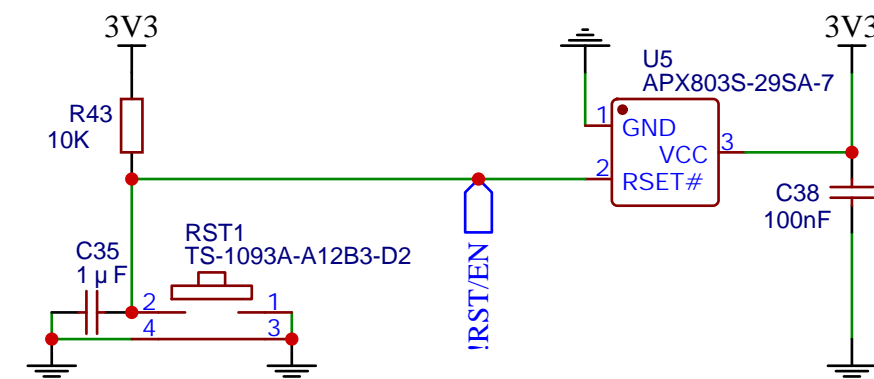 3V3
3V3
U5
APX803S-29SA-7
R43
10K
1
GND
VCC
3
2
RSET#
C38
100nF
RST1
TS-1093A-A12B3-D2
C35
1µF
!RST/EN
2
1
4
3